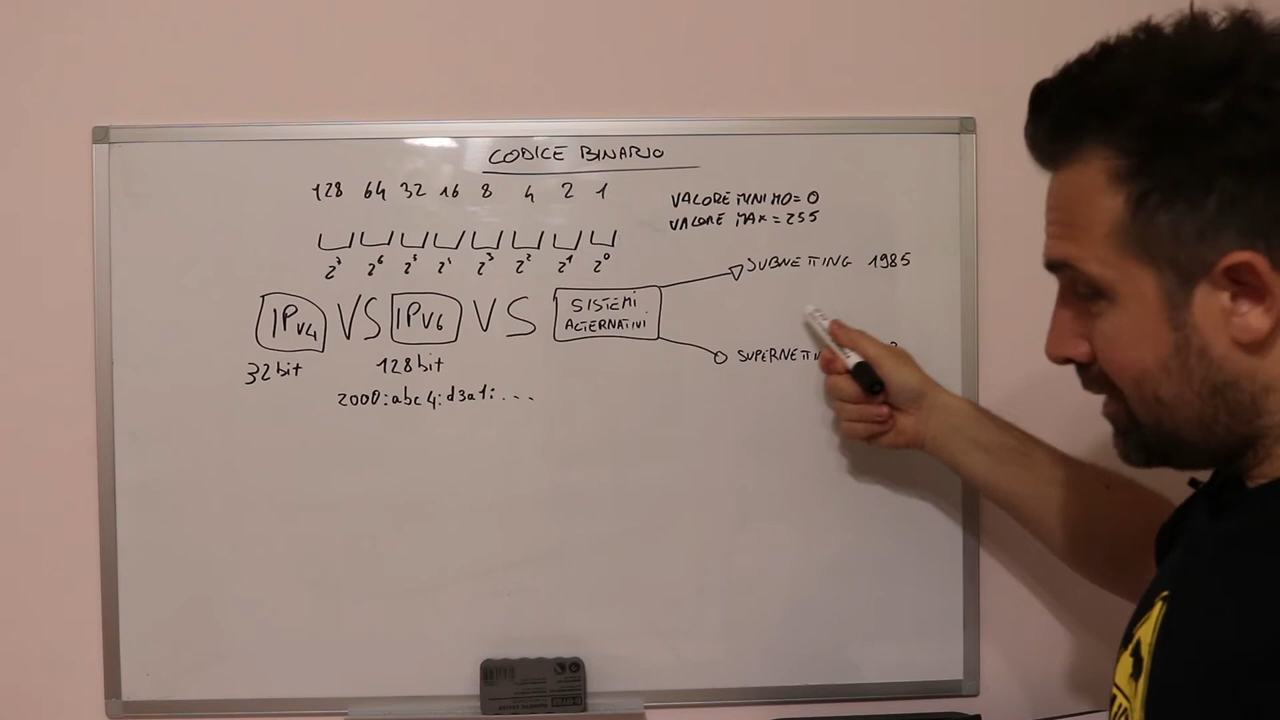 CODICE BINARIO
128 64 32 16 8 4 2 1
VALORE MINIMO = 0
VALORE MAX = 255
2⁷ 2⁶ 2⁵ 2⁴ 2³ 2² 2¹ 2⁰
SUBNETTING 1985
IPv4 VS IPv6 VS SISTEMI
ALTERNATIVI
SUPERNETTIN
32 bit
128 bit
2000:abc4:d3a1:...